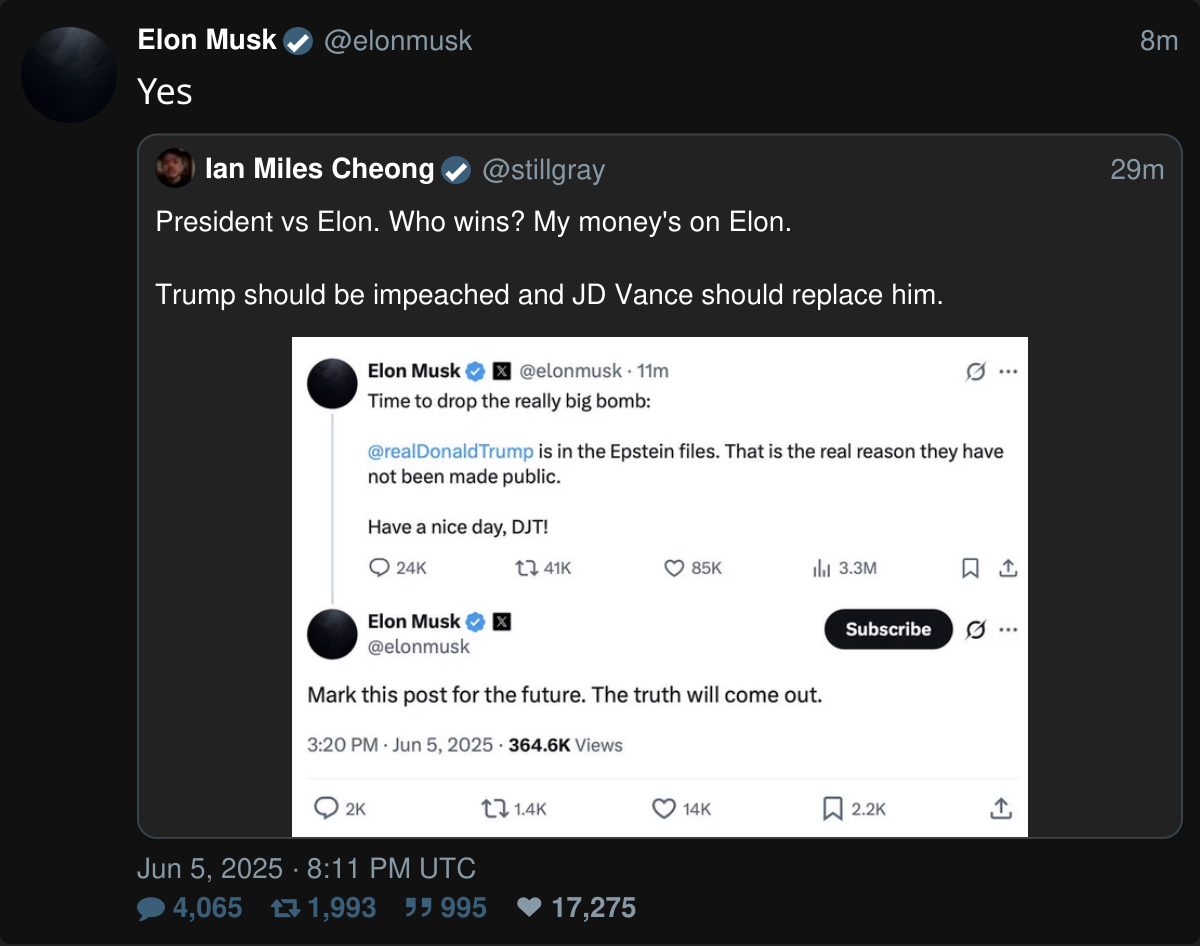 Elon Musk @elonmusk 8m
Yes
Ian Miles Cheong @stillgray 29m
President vs Elon. Who wins? My money's on Elon.
Trump should be impeached and JD Vance should replace him.
Elon Musk X @elonmusk · 11m
Time to drop the really big bomb:
@realDonaldTrump is in the Epstein files. That is the real reason they have
not been made public.
Have a nice day, DJT!
24K 41K 85K 3.3M
Elon Musk X
@elonmusk
Subscribe
Mark this post for the future. The truth will come out.
3:20 PM · Jun 5, 2025 · 364.6K Views
2K 1.4K 14K 2.2K
Jun 5, 2025 · 8:11 PM UTC
4,065 1,993 995 17,275